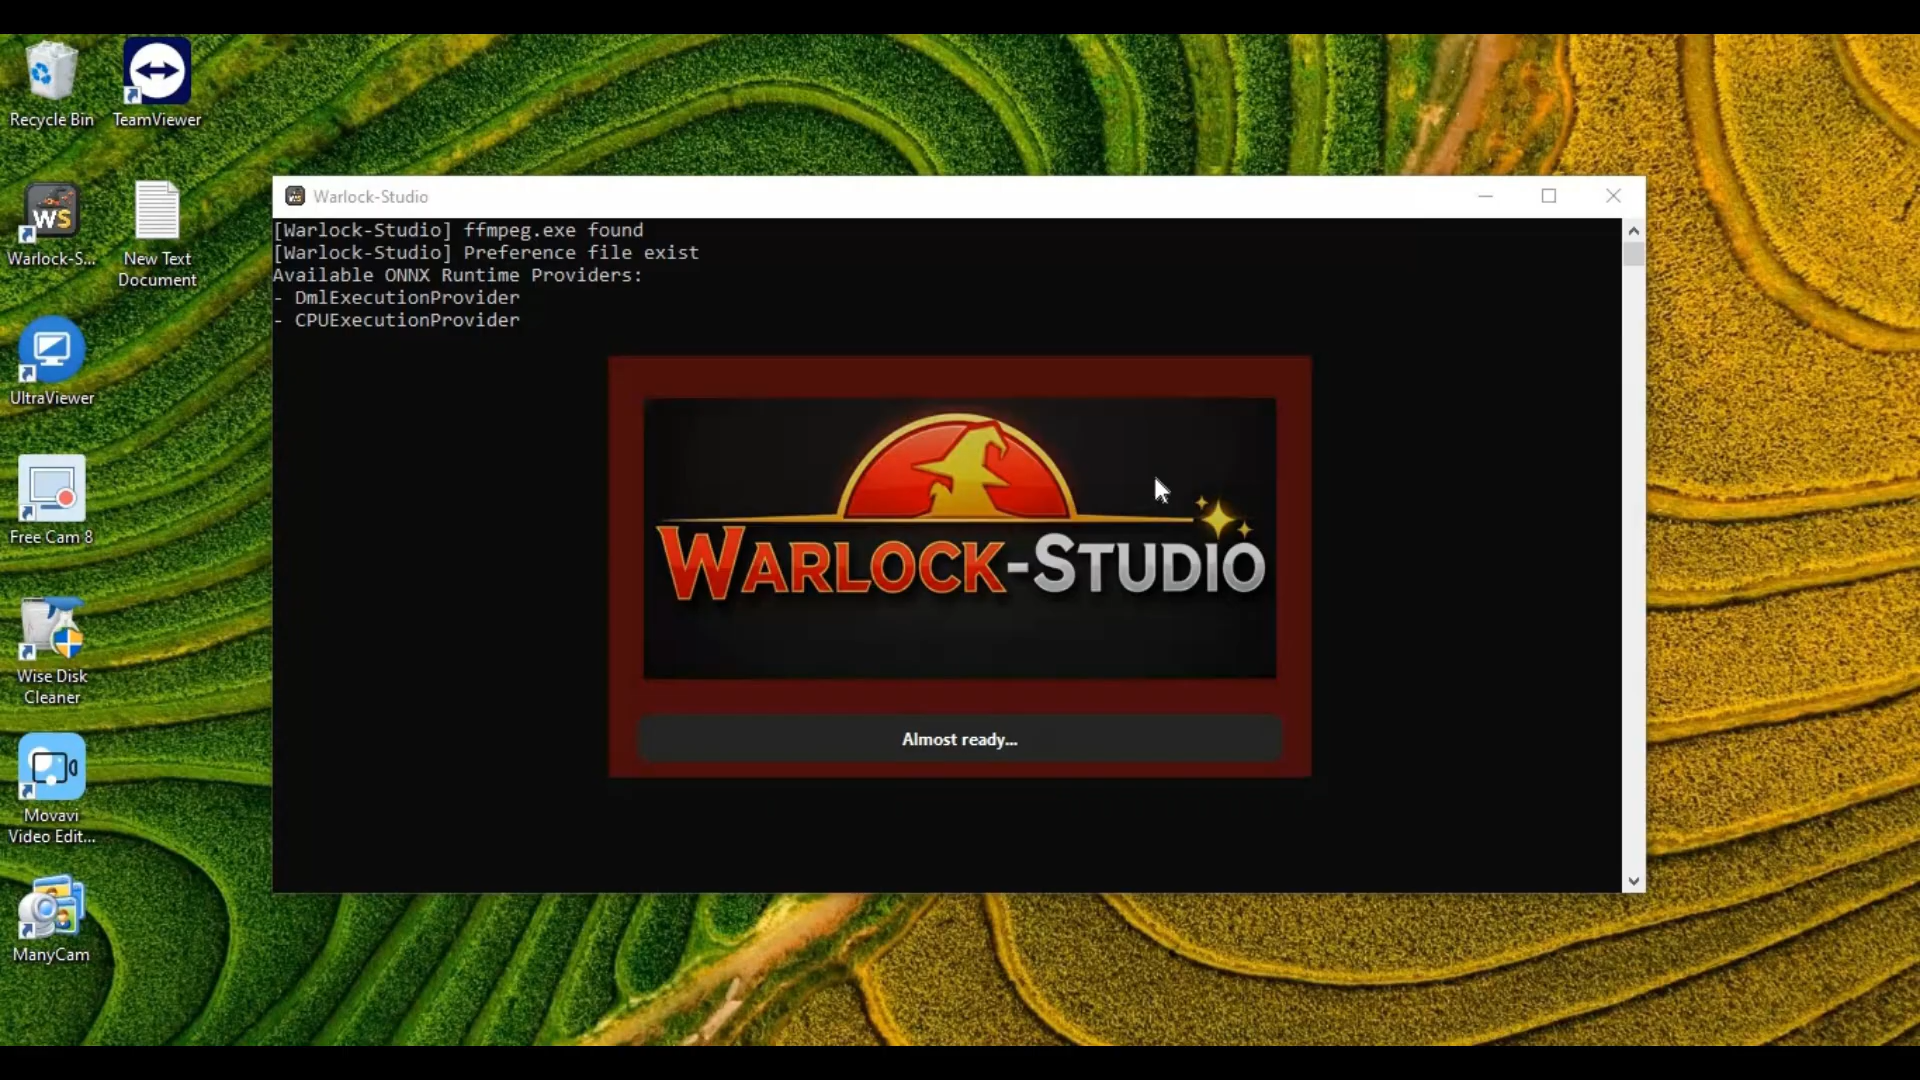 Recycle Bin
TeamViewer
WS
Warlock-S...
New Text
Document
UltraViewer
Free Cam 8
Wise Disk
Cleaner
Movavi
Video Edit...
ManyCam
Warlock-Studio
[Warlock-Studio] ffmpeg.exe found
[Warlock-Studio] Preference file exist
Available ONNX Runtime Providers:
- DmlExecutionProvider
- CPUExecutionProvider
WARLOCK-STUDIO
Almost ready...